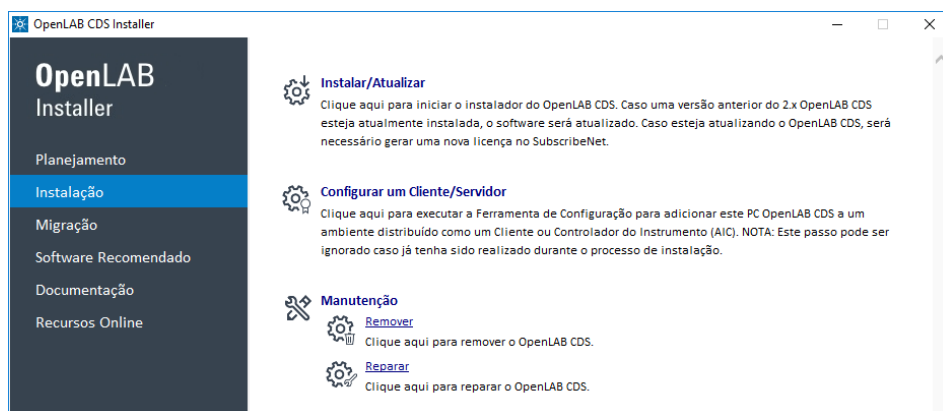 OpenLAB CDS Installer
OpenLAB
Installer
Planejamento
Instalação
Migração
Software Recomendado
Documentação
Recursos Online
Instalar/Atualizar
Clique aqui para iniciar o instalador do OpenLAB CDS. Caso uma versão anterior do 2.x OpenLAB CDS
esteja atualmente instalada, o software será atualizado. Caso esteja atualizando o OpenLAB CDS, será
necessário gerar uma nova licença no SubscribeNet.
Configurar um Cliente/Servidor
Clique aqui para executar a Ferramenta de Configuração para adicionar este PC OpenLAB CDS a um
ambiente distribuído como um Cliente ou Controlador do Instrumento (AIC). NOTA: Este passo pode ser
ignorado caso já tenha sido realizado durante o processo de instalação.
Manutenção
Remover
Clique aqui para remover o OpenLAB CDS.
Reparar
Clique aqui para reparar o OpenLAB CDS.